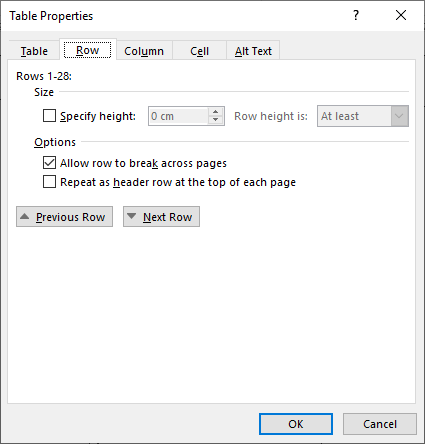 Table Properties ?
Table Row Column Cell Alt Text
Rows 1-28:
Size
Specify height: 0 cm Row height is: At least
Options
Allow row to break across pages
Repeat as header row at the top of each page
Previous Row Next Row
OK Cancel